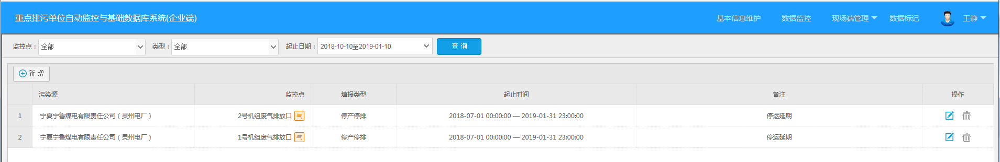 重点排污单位自动监控与基础数据库系统(企业端) 基本信息维护 数据监控 现场端管理 数据标记 王静
监控点： 全部 类型： 全部 起止日期： 2018-10-10至2019-01-10 查 询
新 增
污染源 监控点 填报类型 起止时间 备注 操作
1 宁夏宁鲁煤电有限责任公司（灵州电厂） 2号机组废气排放口 气 停产停排 2018-07-01 00:00:00 — 2019-01-31 23:00:00 停运延期
2 宁夏宁鲁煤电有限责任公司（灵州电厂） 1号机组废气排放口 气 停产停排 2018-07-01 00:00:00 — 2019-01-31 23:00:00 停运延期